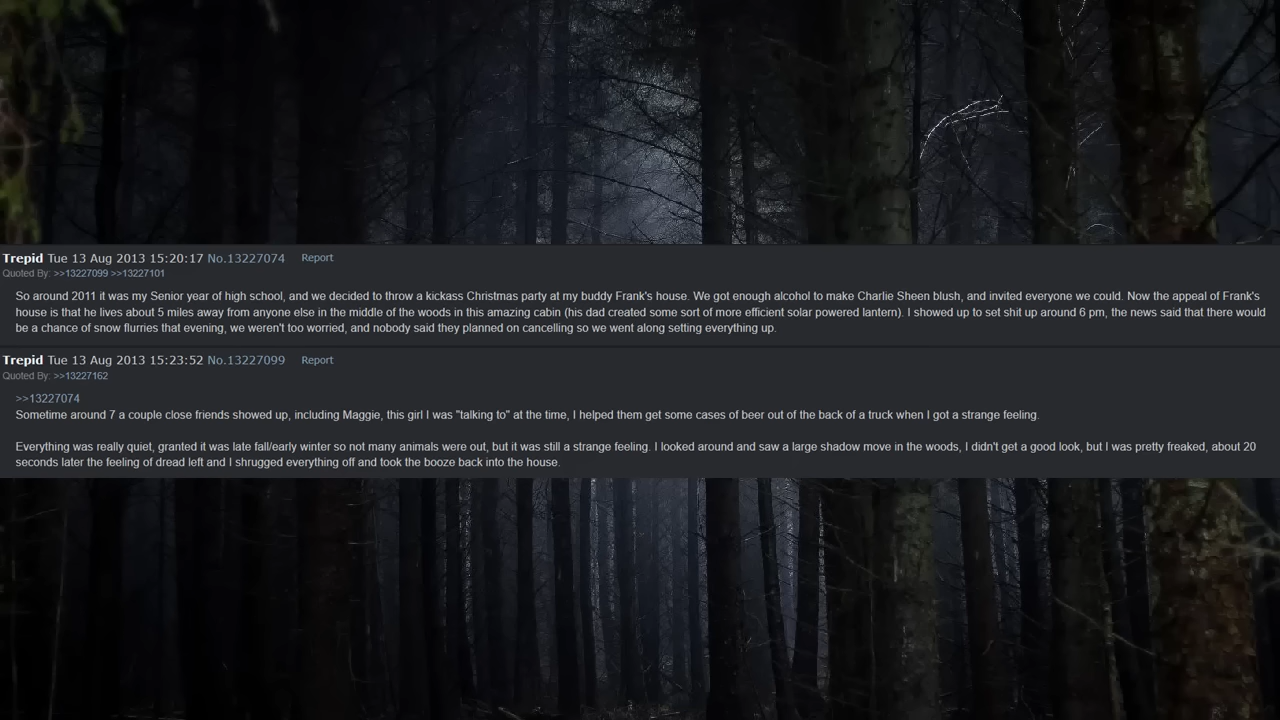 Trepid Tue 13 Aug 2013 15:20:17 No.13227074 Report
Quoted By: >>13227099 >>13227101
So around 2011 it was my Senior year of high school, and we decided to throw a kickass Christmas party at my buddy Frank's house. We got enough alcohol to make Charlie Sheen blush, and invited everyone we could. Now the appeal of Frank's
house is that he lives about 5 miles away from anyone else in the middle of the woods in this amazing cabin (his dad created some sort of more efficient solar powered lantern). I showed up to set shit up around 6 pm, the news said that there would
be a chance of snow flurries that evening, we weren't too worried, and nobody said they planned on cancelling so we went along setting everything up.
Trepid Tue 13 Aug 2013 15:23:52 No.13227099 Report
Quoted By: >>13227162
>>13227074
Sometime around 7 a couple close friends showed up, including Maggie, this girl I was "talking to" at the time, I helped them get some cases of beer out of the back of a truck when I got a strange feeling.
Everything was really quiet, granted it was late fall/early winter so not many animals were out, but it was still a strange feeling. I looked around and saw a large shadow move in the woods, I didn't get a good look, but I was pretty freaked, about 20
seconds later the feeling of dread left and I shrugged everything off and took the booze back into the house.